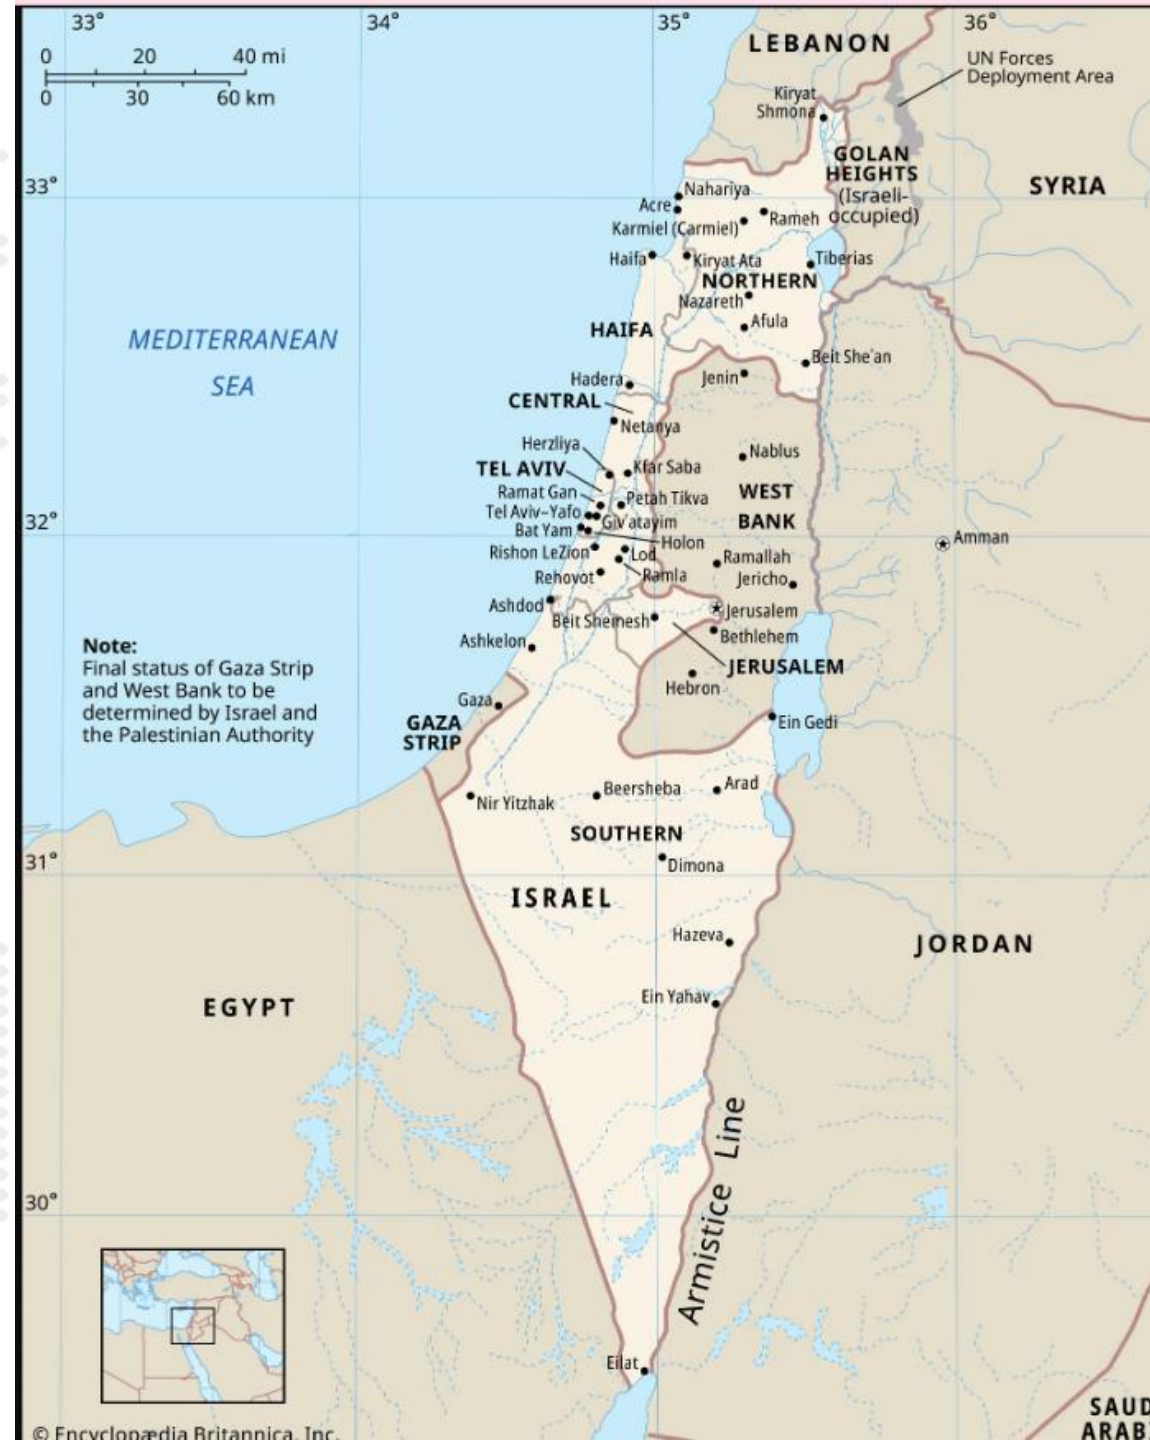 33°
34°
35°
36°
0 20 40 mi
0 30 60 km
LEBANON
UN Forces
Deployment Area
Kiryat
Shmona
GOLAN
HEIGHTS
(Israeli-
occupied)
SYRIA
33°
Nahariya
Acre
Rameh
Karmiel (Carmiel)
Haifa
Kiryat Ata
Tiberias
NORTHERN
Nazareth
Afula
HAIFA
MEDITERRANEAN
SEA
Beit She'an
Jenin
Hadera
CENTRAL
Netanya
Herzliya
Nablus
TEL AVIV
Kfar Saba
Ramat Gan
Petah Tikva
WEST
BANK
Tel Aviv–Yafo
Giv'atayim
32°
Bat Yam
Holon
Amman
Rishon LeZion
Lod
Ramallah
Rehovot
Ramla
Jericho
Ashdod
Jerusalem
Beit Shemesh
Bethlehem
Ashkelon
JERUSALEM
Note:
Final status of Gaza Strip
and West Bank to be
determined by Israel and
the Palestinian Authority
Hebron
Gaza
GAZA
STRIP
Ein Gedi
Nir Yitzhak
Beersheba
Arad
SOUTHERN
31°
Dimona
ISRAEL
Hazeva
JORDAN
Ein Yahav
EGYPT
Armistice Line
30°
Eilat
SAUD
ARABI
© Encyclopædia Britannica, Inc.